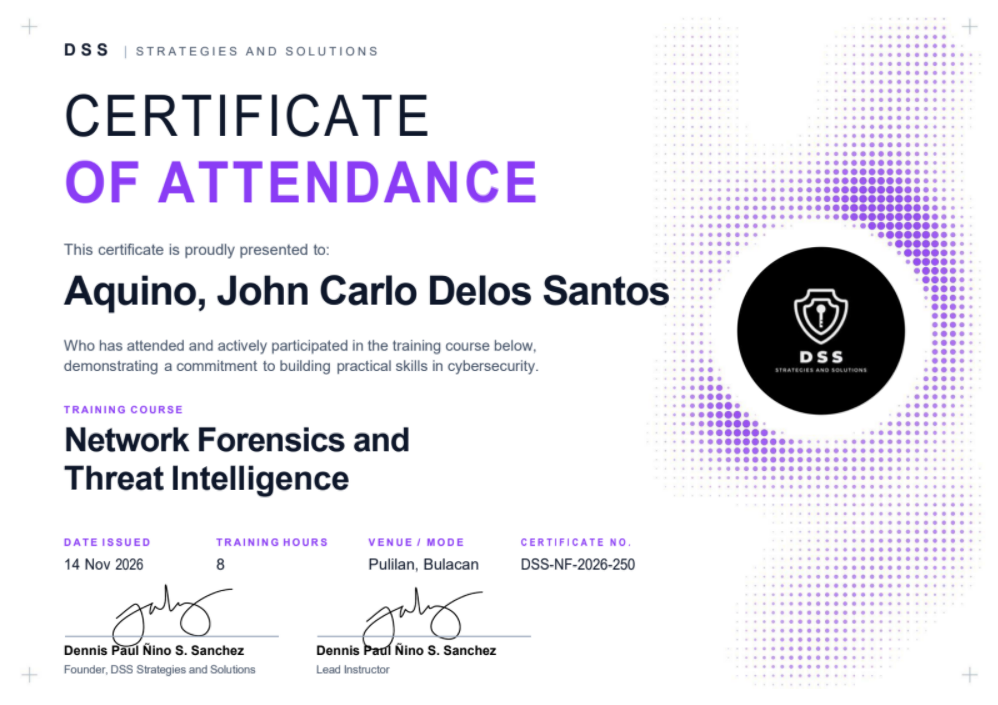 DSS | STRATEGIES AND SOLUTIONS
CERTIFICATE
OF ATTENDANCE
This certificate is proudly presented to:
Aquino, John Carlo Delos Santos
Who has attended and actively participated in the training course below,
demonstrating a commitment to building practical skills in cybersecurity.
TRAINING COURSE
Network Forensics and
Threat Intelligence
DATE ISSUED TRAINING HOURS VENUE / MODE CERTIFICATE NO.
14 Nov 2026 8 Pulilan, Bulacan DSS-NF-2026-250
Dennis Paul Ñino S. Sanchez Dennis Paul Ñino S. Sanchez
Founder, DSS Strategies and Solutions Lead Instructor
DSS
STRATEGIES AND SOLUTIONS